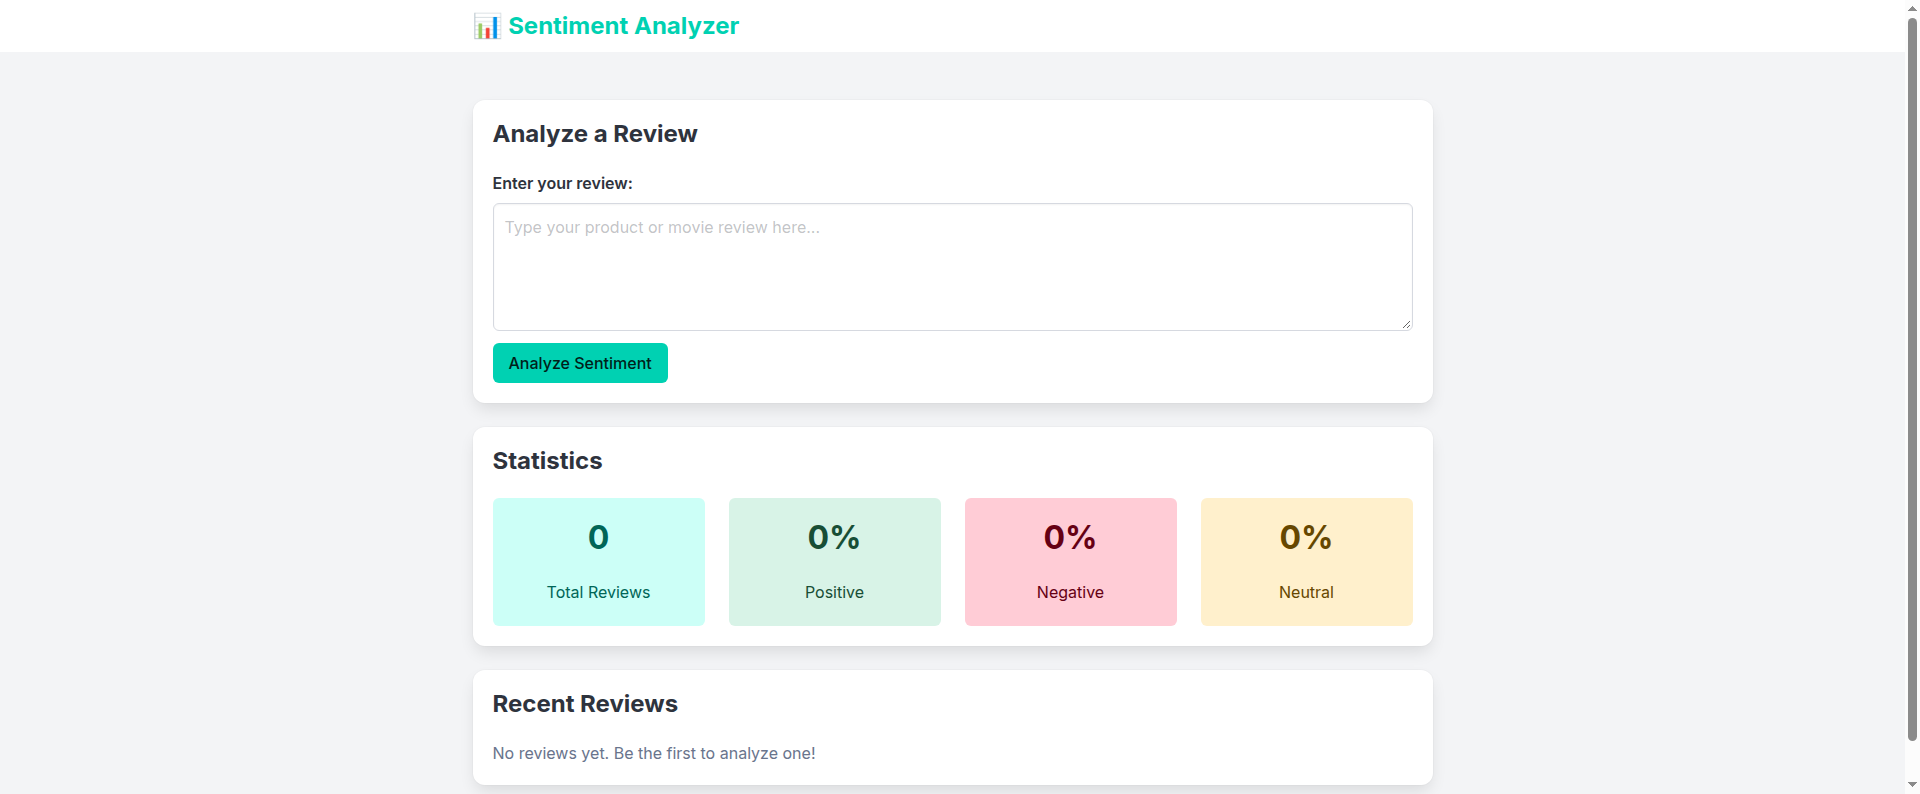 📊 Sentiment Analyzer
Analyze a Review
Enter your review:
Type your product or movie review here...
Analyze Sentiment
Statistics
0
Total Reviews
0%
Positive
0%
Negative
0%
Neutral
Recent Reviews
No reviews yet. Be the first to analyze one!